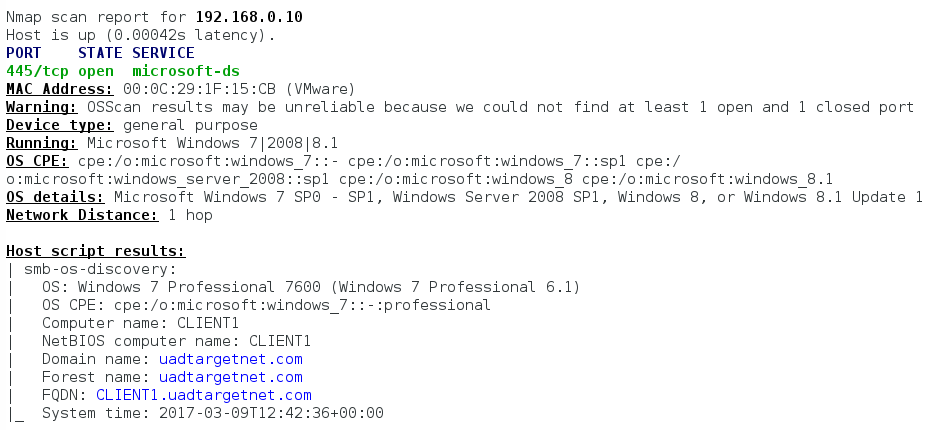 Nmap scan report for 192.168.0.10
Host is up (0.00042s latency).
PORT    STATE SERVICE
445/tcp open  microsoft-ds
MAC Address: 00:0C:29:1F:15:CB (VMware)
Warning: OSScan results may be unreliable because we could not find at least 1 open and 1 closed port
Device type: general purpose
Running: Microsoft Windows 7|2008|8.1
OS CPE: cpe:/o:microsoft:windows_7::- cpe:/o:microsoft:windows_7::sp1 cpe:/
o:microsoft:windows_server_2008::sp1 cpe:/o:microsoft:windows_8 cpe:/o:microsoft:windows_8.1
OS details: Microsoft Windows 7 SP0 - SP1, Windows Server 2008 SP1, Windows 8, or Windows 8.1 Update 1
Network Distance: 1 hop

Host script results:
| smb-os-discovery:
|   OS: Windows 7 Professional 7600 (Windows 7 Professional 6.1)
|   OS CPE: cpe:/o:microsoft:windows_7::-:professional
|   Computer name: CLIENT1
|   NetBIOS computer name: CLIENT1
|   Domain name: uadtargetnet.com
|   Forest name: uadtargetnet.com
|   FQDN: CLIENT1.uadtargetnet.com
|_  System time: 2017-03-09T12:42:36+00:00